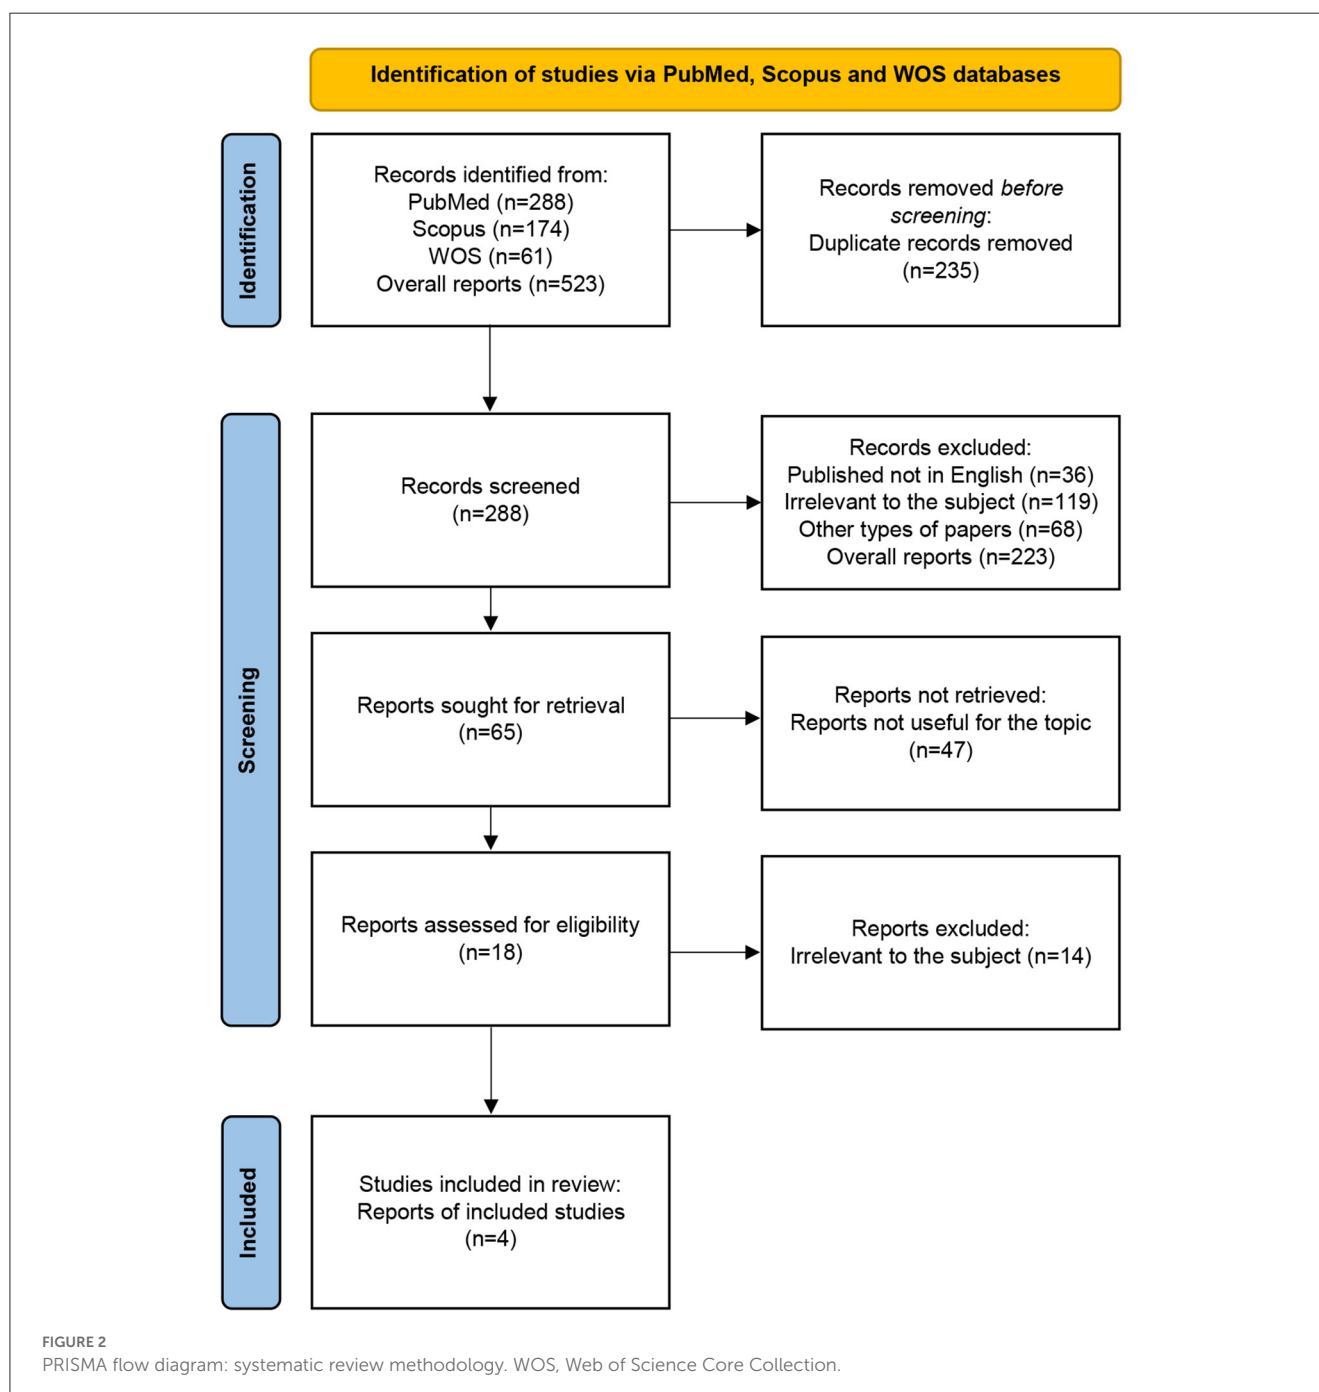 Identification of studies via PubMed, Scopus and WOS databases
Identification
Records identified from:
PubMed (n=288)
Scopus (n=174)
WOS (n=61)
Overall reports (n=523)
Records removed before
screening:
Duplicate records removed
(n=235)
Screening
Records screened
(n=288)
Records excluded:
Published not in English (n=36)
Irrelevant to the subject (n=119)
Other types of papers (n=68)
Overall reports (n=223)
Reports sought for retrieval
(n=65)
Reports not retrieved:
Reports not useful for the topic
(n=47)
Reports assessed for eligibility
(n=18)
Reports excluded:
Irrelevant to the subject (n=14)
Included
Studies included in review:
Reports of included studies
(n=4)
FIGURE 2
PRISMA flow diagram: systematic review methodology. WOS, Web of Science Core Collection.